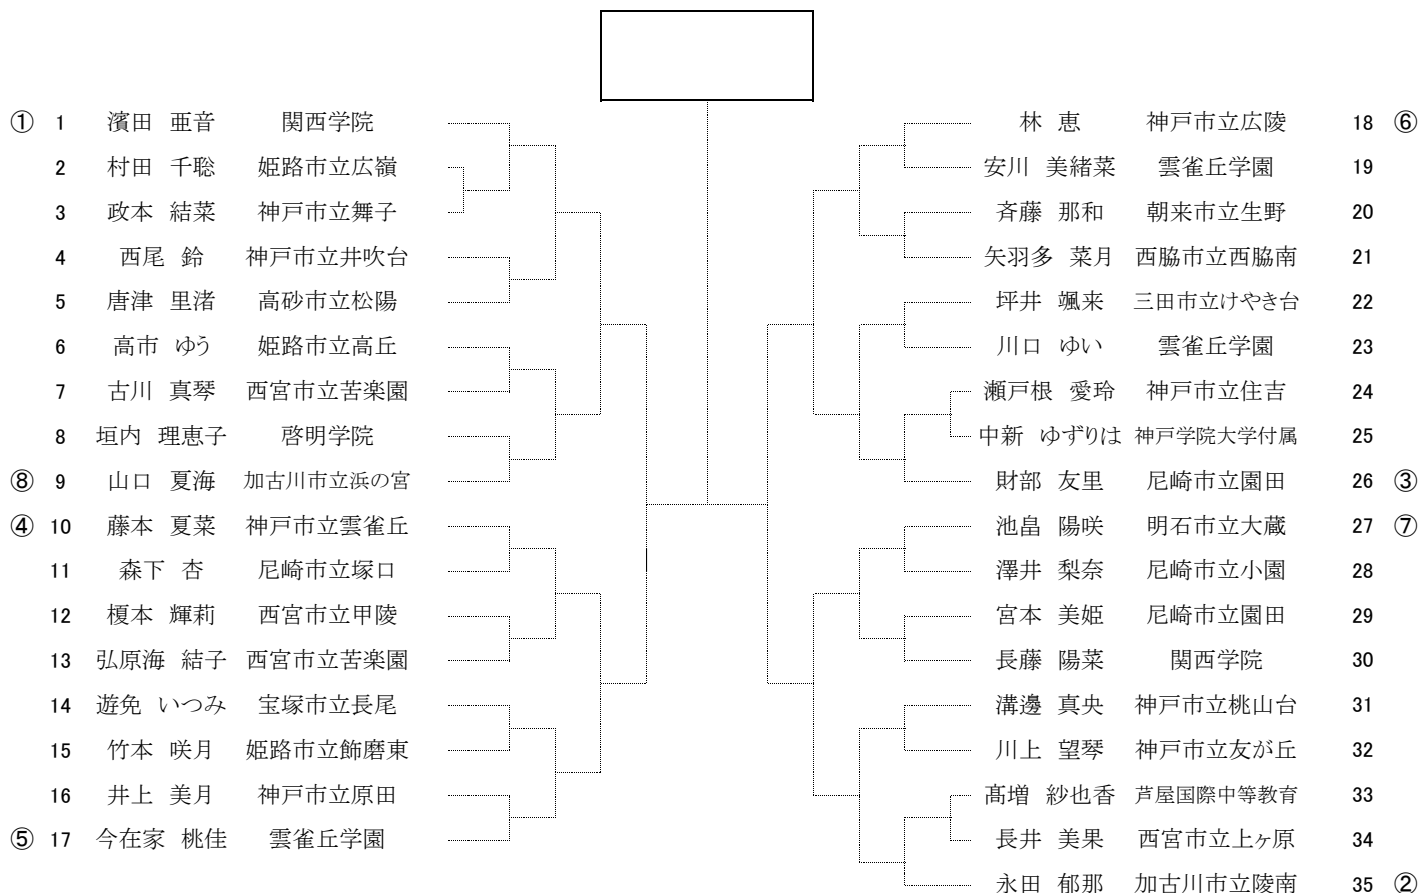 ① 1 濱田 亜音 関西学院
2 村田 千聡 姫路市立広嶺
3 政本 結菜 神戸市立舞子
4 西尾 鈴 神戸市立井吹台
5 唐津 里渚 高砂市立松陽
6 高市 ゆう 姫路市立高丘
7 古川 真琴 西宮市立苦楽園
8 垣内 理恵子 啓明学院
⑧ 9 山口 夏海 加古川市立浜の宮
④ 10 藤本 夏菜 神戸市立雲雀丘
11 森下 杏 尼崎市立塚口
12 榎本 輝莉 西宮市立甲陵
13 弘原海 結子 西宮市立苦楽園
14 遊免 いつみ 宝塚市立長尾
15 竹本 咲月 姫路市立飾磨東
16 井上 美月 神戸市立原田
⑤ 17 今在家 桃佳 雲雀丘学園
林 恵 神戸市立広陵 18 ⑥
安川 美緒菜 雲雀丘学園 19
斉藤 那和 朝来市立生野 20
矢羽多 菜月 西脇市立西脇南 21
坪井 颯来 三田市立けやき台 22
川口 ゆい 雲雀丘学園 23
瀬戸根 愛玲 神戸市立住吉 24
中新 ゆずりは 神戸学院大学付属 25
財部 友里 尼崎市立園田 26 ③
池畠 陽咲 明石市立大蔵 27 ⑦
澤井 梨奈 尼崎市立小園 28
宮本 美姫 尼崎市立園田 29
長藤 陽菜 関西学院 30
溝邊 真央 神戸市立桃山台 31
川上 望琴 神戸市立友が丘 32
髙増 紗也香 芦屋国際中等教育 33
長井 美果 西宮市立上ヶ原 34
永田 郁那 加古川市立陵南 35 ②